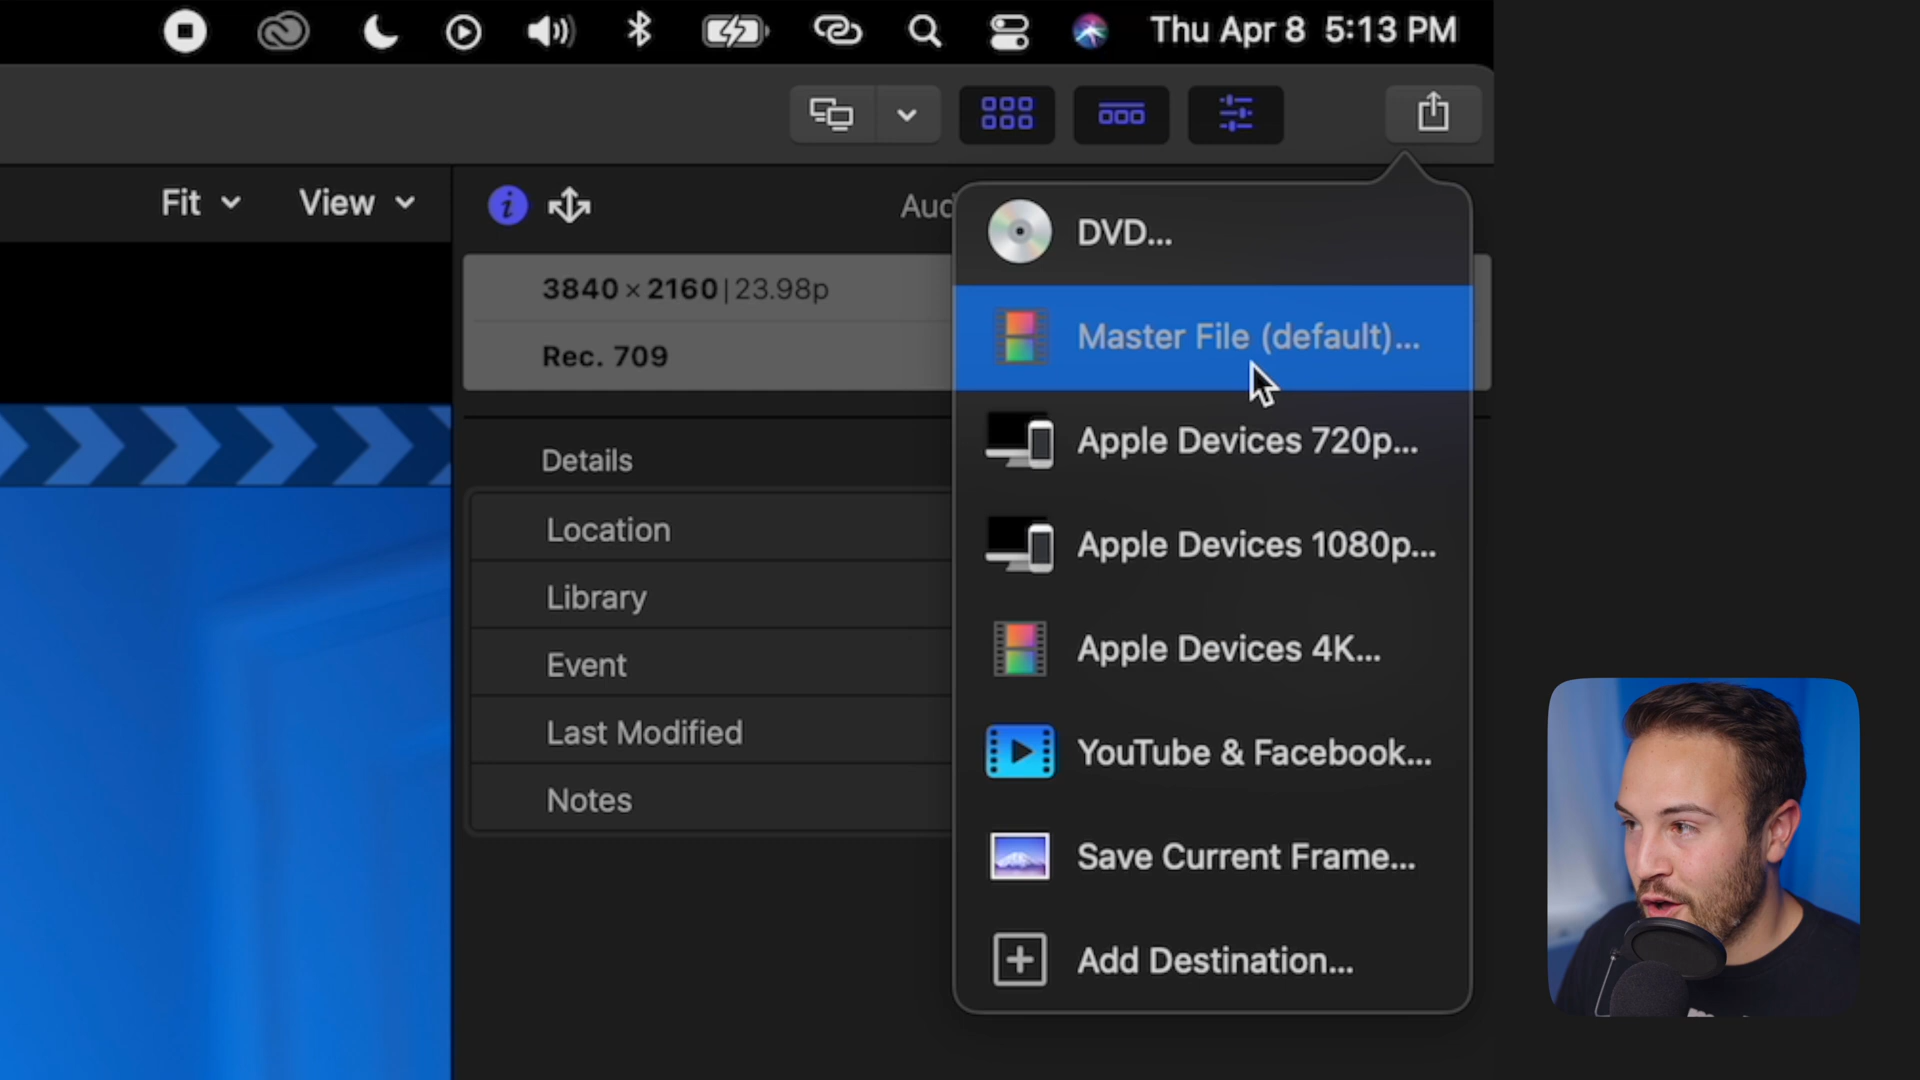 Thu Apr 8 5:13 PM
Fit
View
i
DVD...
3840 × 2160 | 23.98p
Master File (default)...
Rec. 709
Apple Devices 720p...
Details
Location
Apple Devices 1080p...
Library
Apple Devices 4K...
Event
Last Modified
YouTube & Facebook...
Notes
Save Current Frame...
Add Destination...